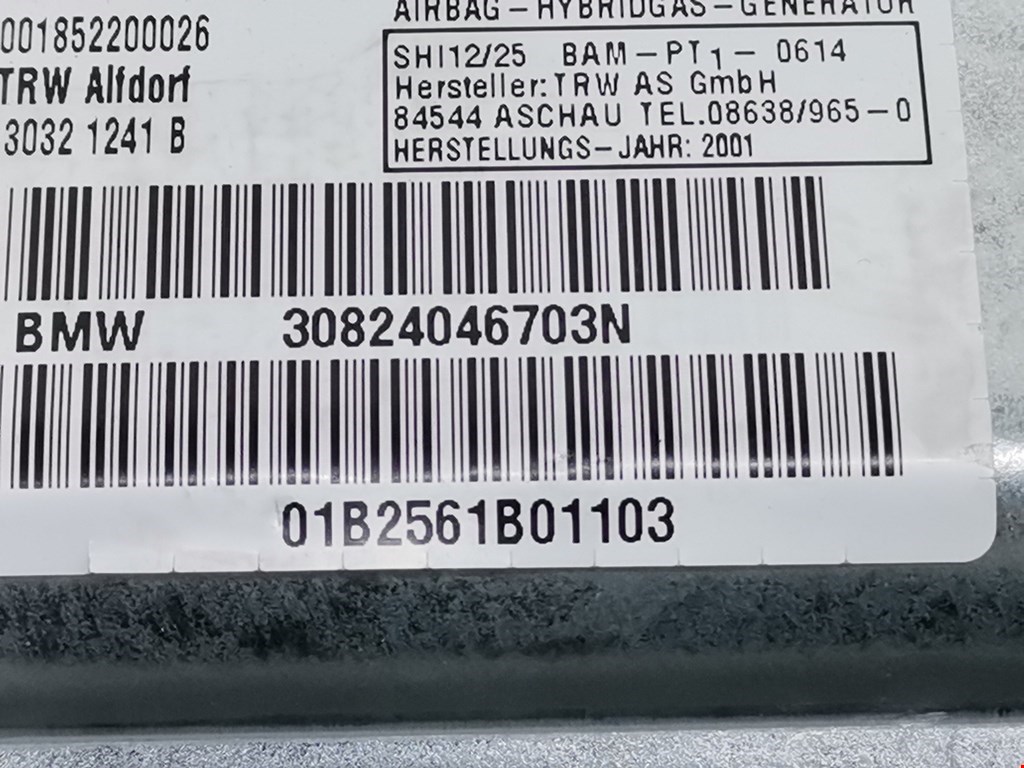 AIRBAG-HYBRIDGAS-GENERATOR
001852200026
TRW Alfdorf
3032 1241 B
SHI12/25 BAM-PT1- 0614
Hersteller: TRW AS GmbH
84544 ASCHAU TEL.08638/965-0
HERSTELLUNGS-JAHR: 2001
BMW 30824046703N
01B2561B01103